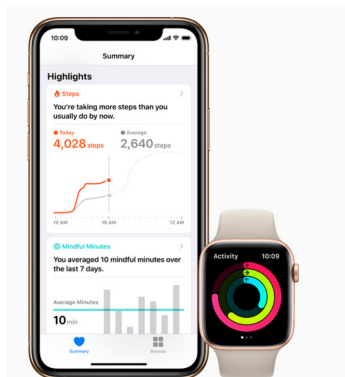 10:09
Summary
Highlights
Steps
You're taking more steps than you
usually do by now.
Today
Average
4,028 steps
2,640 steps
12 AM
10 AM
12 AM
Mindful Minutes
You averaged 10 mindful minutes over
the last 7 days.
Average Minutes
10 min
Summary
Browse
Activity
10:09